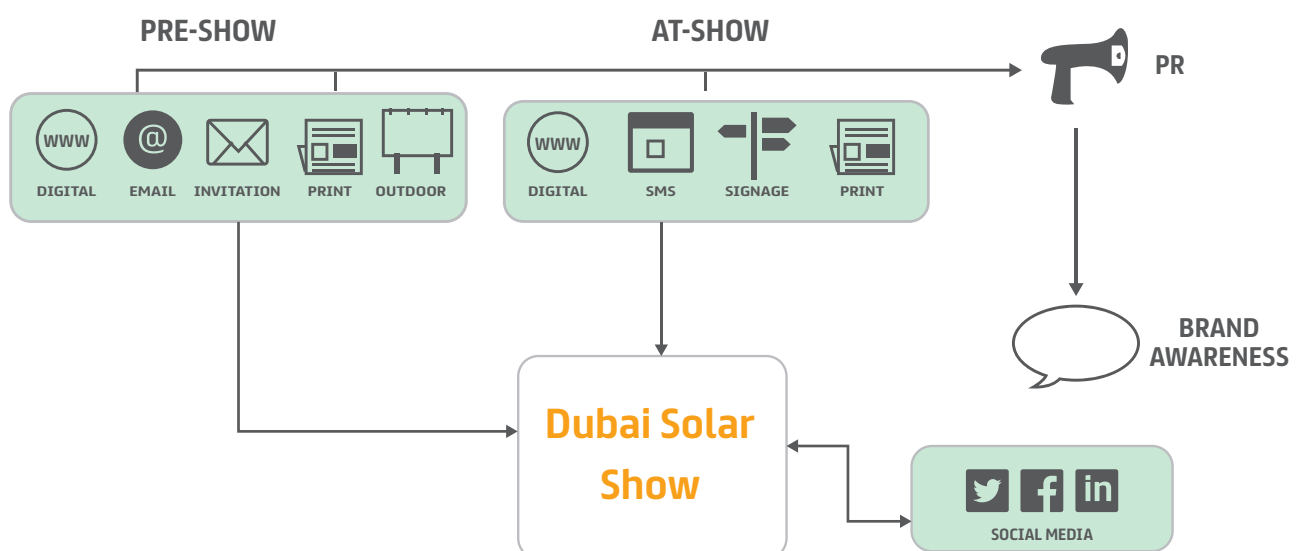 PRE-SHOW
AT-SHOW
PR
WWW
@
DIGITAL
EMAIL
INVITATION
PRINT
OUTDOOR
WWW
DIGITAL
SMS
SIGNAGE
PRINT
BRAND
AWARENESS
Dubai Solar
Show
f
in
SOCIAL MEDIA